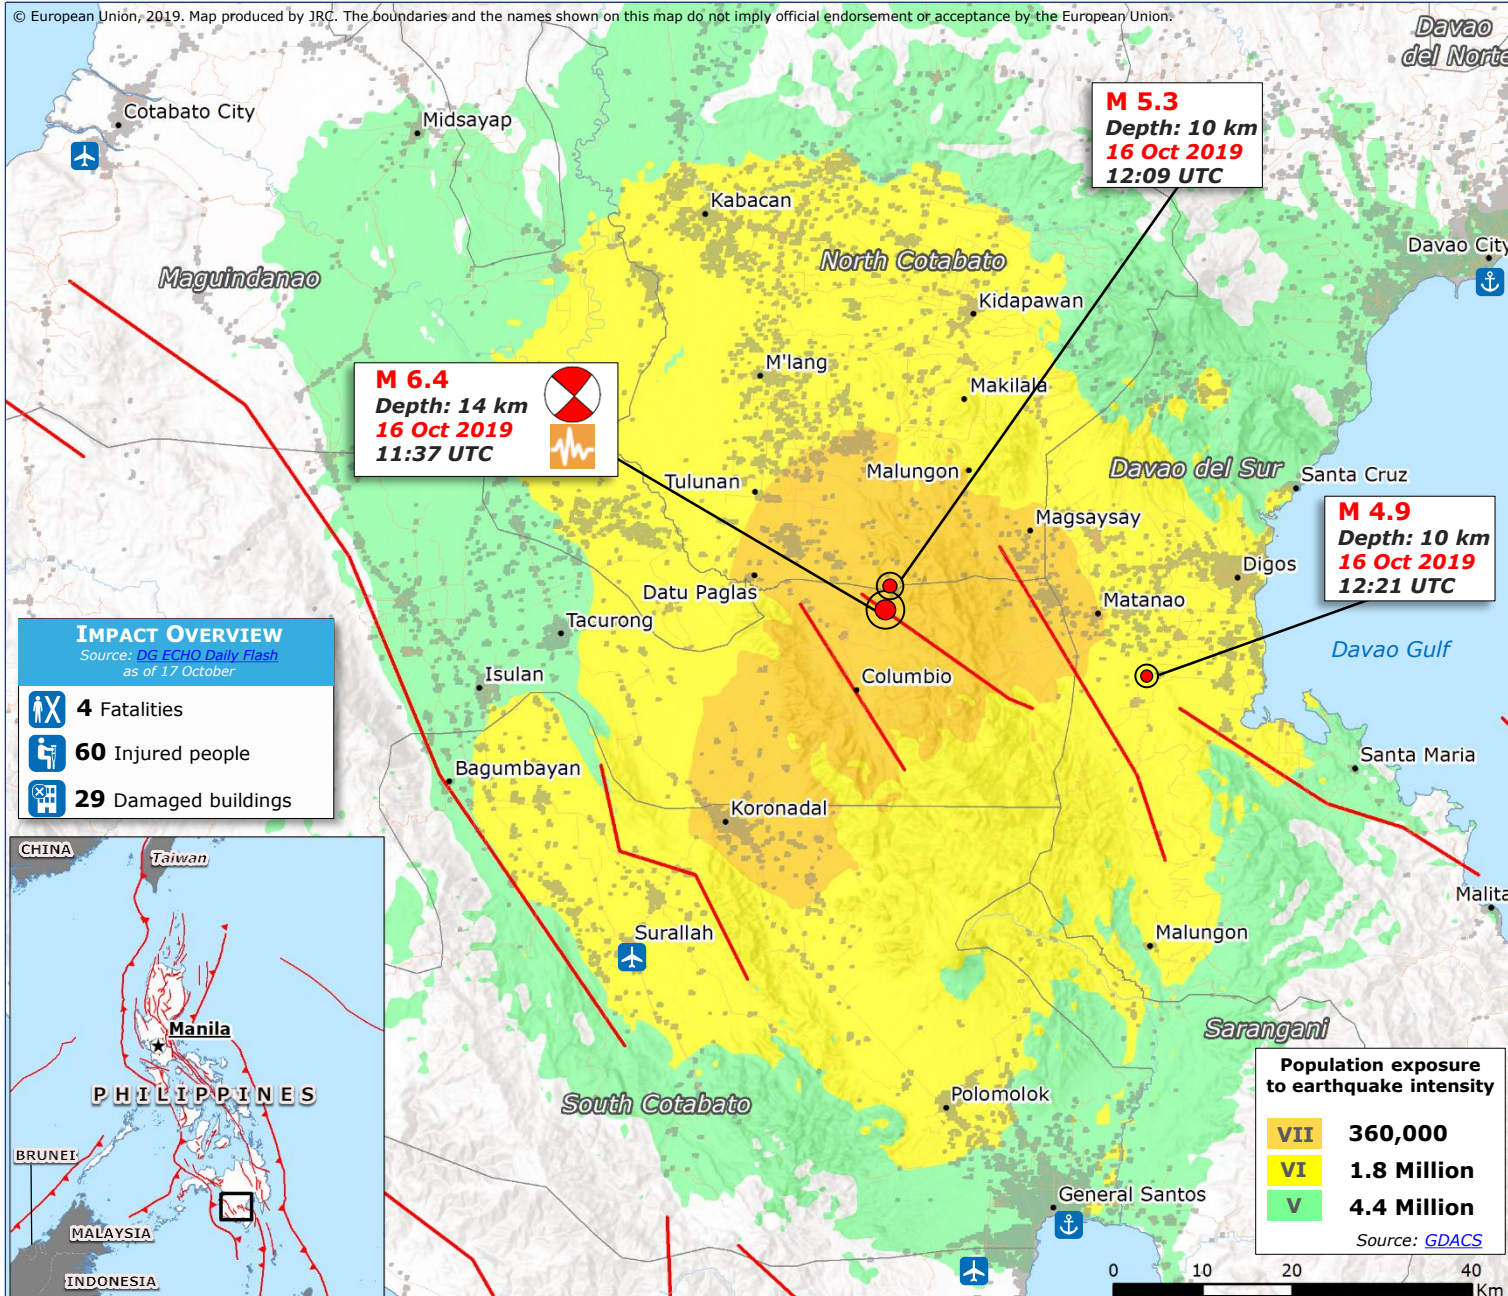 © European Union, 2019. Map produced by JRC. The boundaries and the names shown on this map do not imply official endorsement or acceptance by the European Union.
Davao
del Norte
Cotabato City
Midsayap
M 5.3
Depth: 10 km
16 Oct 2019
12:09 UTC
Kabacan
Davao City
North Cotabato
Maguindanao
Kidapawan
M'lang
Makilala
M 6.4
Depth: 14 km
16 Oct 2019
11:37 UTC
Malungon
Davao del Sur
Santa Cruz
Tulunan
Magsaysay
M 4.9
Depth: 10 km
16 Oct 2019
12:21 UTC
Digos
Datu Paglas
Matanao
Tacurong
Davao Gulf
Isulan
Columbio
IMPACT OVERVIEW
Source: DG ECHO Daily Flash
as of 17 October
4 Fatalities
60 Injured people
29 Damaged buildings
Bagumbayan
Santa Maria
Koronadal
Malita
Surallah
Malungon
Sarangani
South Cotabato
Polomolok
General Santos
CHINA
Taiwan
Manila
PHILIPPINES
BRUNEI
MALAYSIA
INDONESIA
Population exposure
to earthquake intensity
VII 360,000
VI 1.8 Million
V 4.4 Million
Source: GDACS
0 10 20 40
Km